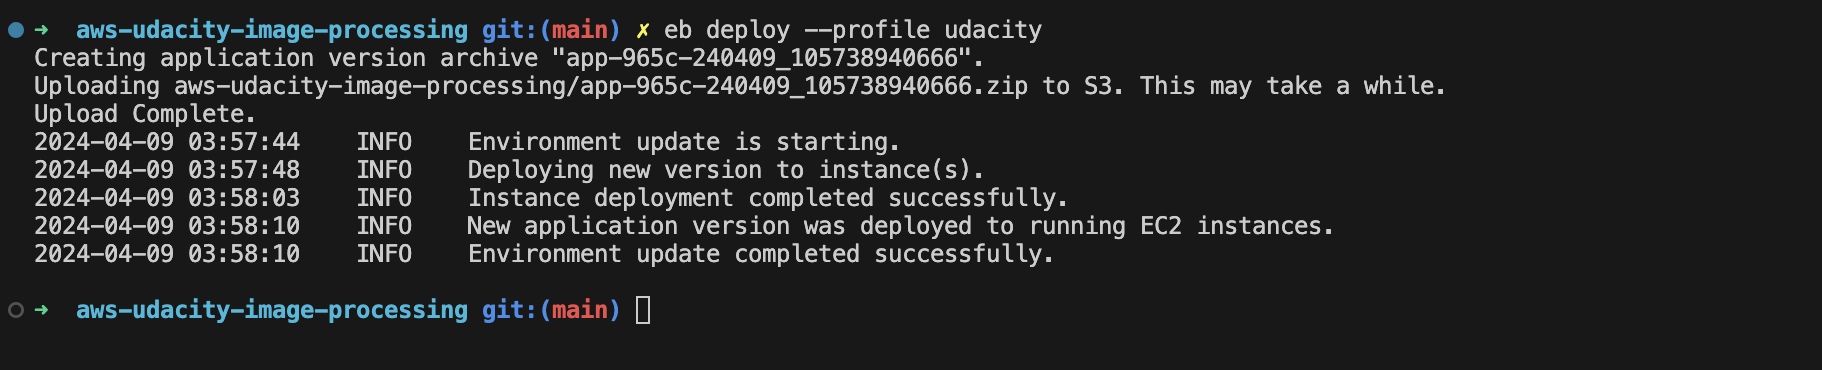 ➜  aws-udacity-image-processing git:(main) ✗ eb deploy --profile udacity
Creating application version archive "app-965c-240409_105738940666".
Uploading aws-udacity-image-processing/app-965c-240409_105738940666.zip to S3. This may take a while.
Upload Complete.
2024-04-09 03:57:44    INFO    Environment update is starting.
2024-04-09 03:57:48    INFO    Deploying new version to instance(s).
2024-04-09 03:58:03    INFO    Instance deployment completed successfully.
2024-04-09 03:58:10    INFO    New application version was deployed to running EC2 instances.
2024-04-09 03:58:10    INFO    Environment update completed successfully.
➜  aws-udacity-image-processing git:(main)